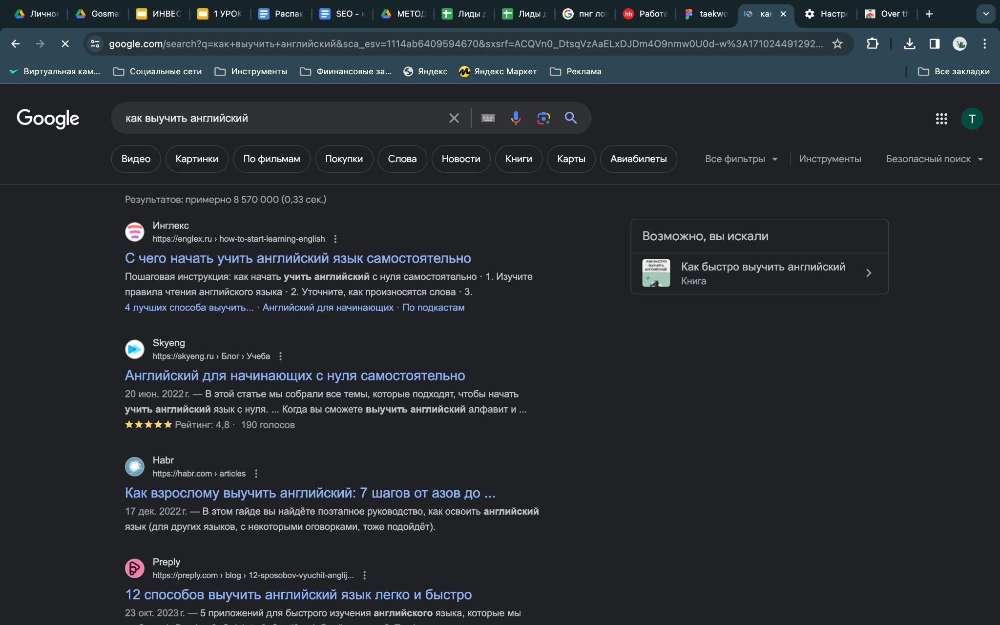 Личное Gosma ИНВЕС 1 УРОК Распак SEO - к МЕТОД Лиды д Лиды д пнг лог Работа taekwo как Настро Over th
google.com/search?q=как+выучить+английский&sca_esv=1114ab6409594670&sxsrf=ACQVn0_DtsqVzAaELxDJDm4O9nmw0U0d-w%3A171024491292...
Виртуальная кам... Социальные сети Инструменты Фиинансовые за... Яндекс Яндекс Маркет Реклама Все закладки
Google как выучить английский T
Видео Картинки По фильмам Покупки Слова Новости Книги Карты Авиабилеты Все фильтры Инструменты Безопасный поиск
Результатов: примерно 8 570 000 (0,33 сек.)
Инглекс
https://englex.ru › how-to-start-learning-english
С чего начать учить английский язык самостоятельно
Пошаговая инструкция: как начать учить английский с нуля самостоятельно · 1. Изучите
правила чтения английского языка · 2. Уточните, как произносятся слова · 3.
4 лучших способа выучить... · Английский для начинающих · По подкастам
Возможно, вы искали
КАК БЫСТРО
ВЫУЧИТЬ
АНГЛИЙСКИЙ
Как быстро выучить английский
Книга
Skyeng
https://skyeng.ru › Блог › Учеба
Английский для начинающих с нуля самостоятельно
20 июн. 2022 г. — В этой статье мы собрали все темы, которые подходят, чтобы начать
учить английский язык с нуля. ... Когда вы сможете выучить английский алфавит и ...
Рейтинг: 4,8 · 190 голосов
Habr
https://habr.com › articles
Как взрослому выучить английский: 7 шагов от азов до ...
17 дек. 2022 г. — В этом гайде вы найдёте поэтапное руководство, как освоить английский
язык (для других языков, с некоторыми оговорками, тоже подойдёт).
Preply
https://preply.com › blog › 12-sposobov-vyuchit-anglij...
12 способов выучить английский язык легко и быстро
23 окт. 2023 г. — 5 приложений для быстрого изучения английского языка, которые мы